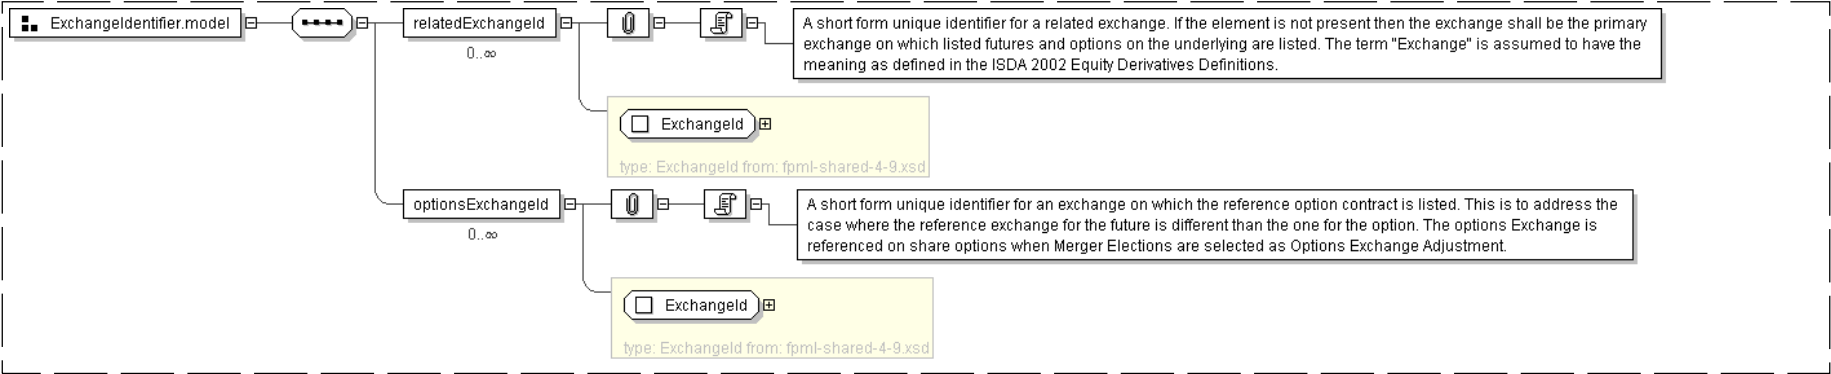 ExchangeIdentifier.model
relatedExchangeId
0..∞
A short form unique identifier for a related exchange. If the element is not present then the exchange shall be the primary
exchange on which listed futures and options on the underlying are listed. The term "Exchange" is assumed to have the
meaning as defined in the ISDA 2002 Equity Derivatives Definitions.
ExchangeId
type: ExchangeId from: fpml-shared-4-9.xsd
optionsExchangeId
0..∞
A short form unique identifier for an exchange on which the reference option contract is listed. This is to address the
case where the reference exchange for the future is different than the one for the option. The options Exchange is
referenced on share options when Merger Elections are selected as Options Exchange Adjustment.
ExchangeId
type: ExchangeId from: fpml-shared-4-9.xsd